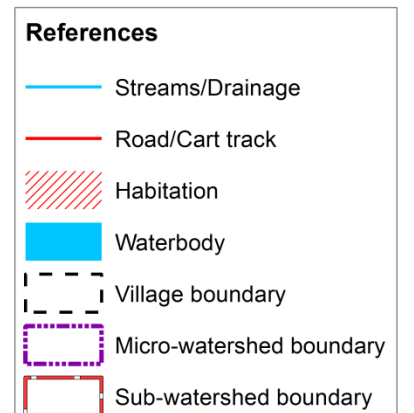 References
Streams/Drainage
Road/Cart track
Habitation
Waterbody
Village boundary
Micro-watershed boundary
Sub-watershed boundary